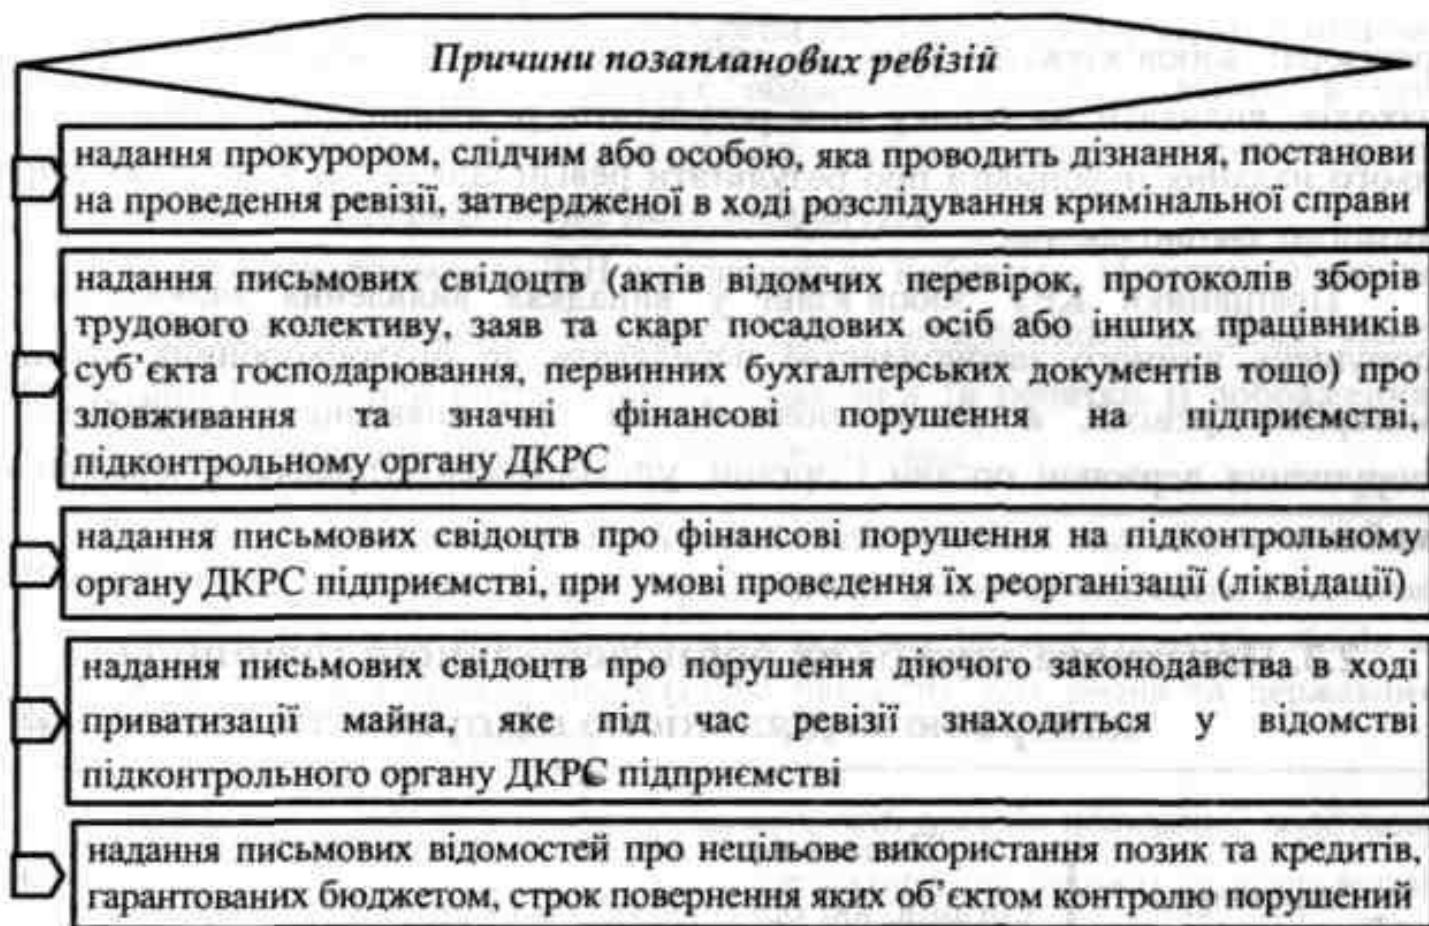 Причини позапланових ревізій
надання прокурором, слідчим або особою, яка проводить дізнання, постанови
на проведення ревізії, затвердженої в ході розслідування кримінальної справи
надання письмових свідоцтв (актів відомчих перевірок, протоколів зборів
трудового колективу, заяв та скарг посадових осіб або інших працівників
суб’єкта господарювання, первинних бухгалтерських документів тощо) про
зловживання та значні фінансові порушення на підприємстві,
підконтрольному органу ДКРС
надання письмових свідоцтв про фінансові порушення на підконтрольному
органу ДКРС підприємстві, при умові проведення їх реорганізації (ліквідації)
надання письмових свідоцтв про порушення діючого законодавства в ході
приватизації майна, яке під час ревізії знаходиться у відомстві
підконтрольного органу ДКРС підприємстві
надання письмових відомостей про нецільове використання позик та кредитів,
гарантованих бюджетом, строк повернення яких об’єктом контролю порушений